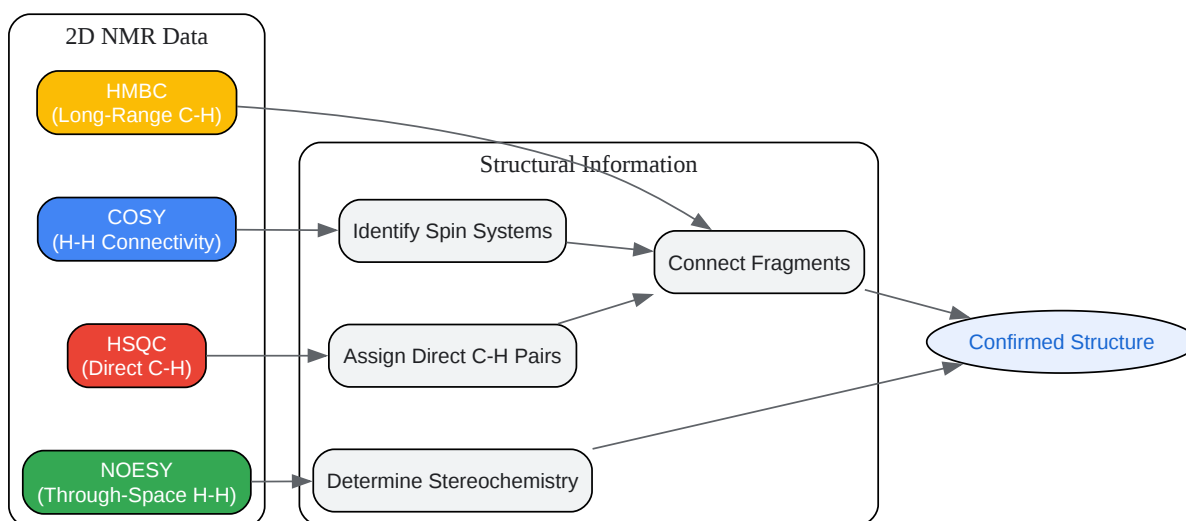 2D NMR Data
HMBC
(Long-Range C-H)
COSY
(H-H Connectivity)
HSQC
(Direct C-H)
NOESY
(Through-Space H-H)
Structural Information
Identify Spin Systems
Connect Fragments
Assign Direct C-H Pairs
Determine Stereochemistry
Confirmed Structure